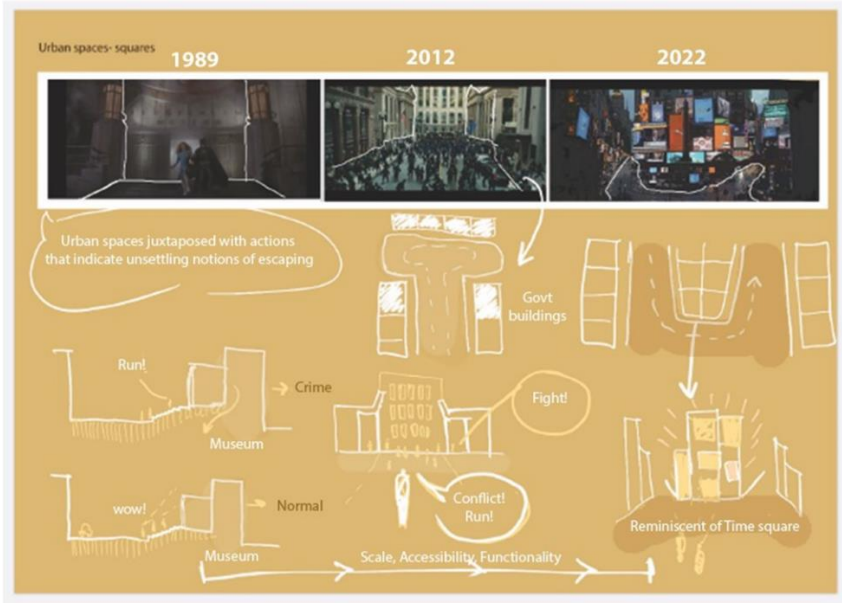 Urban spaces- squares
1989
2012
2022
Urban spaces juxtaposed with actions
that indicate unsettling notions of escaping
Govt
buildings
Run!
Crime
Museum
Fight!
wow!
Normal
Museum
Conflict!
Run!
Reminiscent of Time square
Scale, Accessibility, Functionality